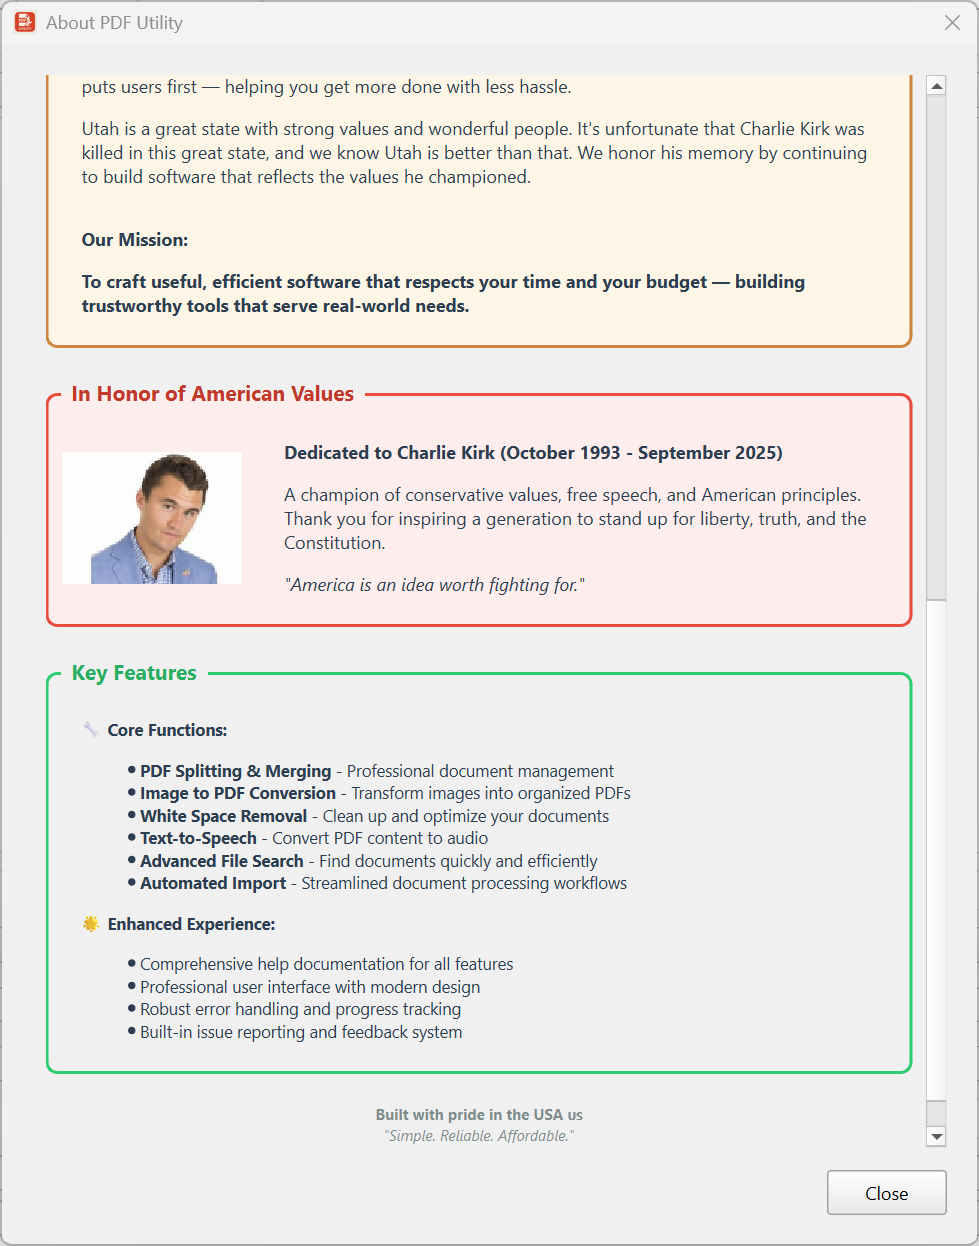 About PDF Utility
puts users first — helping you get more done with less hassle.
Utah is a great state with strong values and wonderful people. It's unfortunate that Charlie Kirk was
killed in this great state, and we know Utah is better than that. We honor his memory by continuing
to build software that reflects the values he championed.
Our Mission:
To craft useful, efficient software that respects your time and your budget — building
trustworthy tools that serve real-world needs.
In Honor of American Values
Dedicated to Charlie Kirk (October 1993 - September 2025)
A champion of conservative values, free speech, and American principles.
Thank you for inspiring a generation to stand up for liberty, truth, and the
Constitution.
"America is an idea worth fighting for."
Key Features
Core Functions:
• PDF Splitting & Merging - Professional document management
• Image to PDF Conversion - Transform images into organized PDFs
• White Space Removal - Clean up and optimize your documents
• Text-to-Speech - Convert PDF content to audio
• Advanced File Search - Find documents quickly and efficiently
• Automated Import - Streamlined document processing workflows
Enhanced Experience:
• Comprehensive help documentation for all features
• Professional user interface with modern design
• Robust error handling and progress tracking
• Built-in issue reporting and feedback system
Built with pride in the USA us
"Simple. Reliable. Affordable."
Close